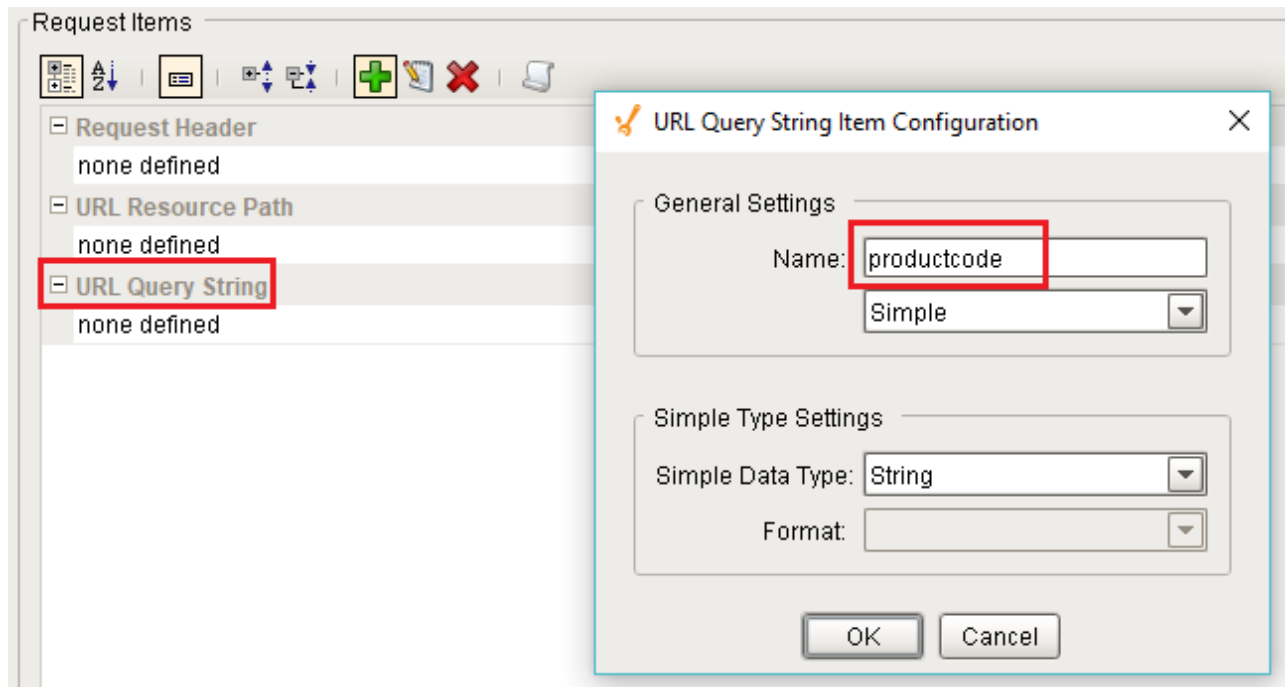 Request Items
Request Header
none defined
URL Resource Path
none defined
URL Query String
none defined
URL Query String Item Configuration
General Settings
Name: productcode
Simple
Simple Type Settings
Simple Data Type: String
Format:
OK Cancel